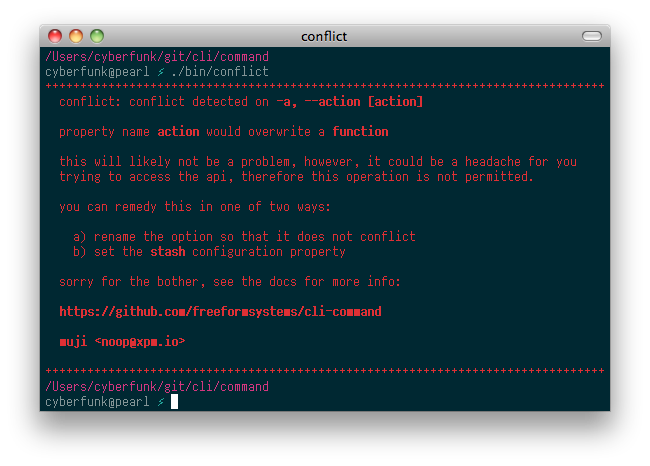 conflict
/Users/cyberfunk/git/cli/command
cyberfunk@pearl ⚡ ./bin/conflict
++++++++++++++++++++++++++++++++++++++++++++++++++++++++++++++++++++++++++++++++
conflict: conflict detected on -a, --action [action]
property name action would overwrite a function
this will likely not be a problem, however, it could be a headache for you
trying to access the api, therefore this operation is not permitted.
you can remedy this in one of two ways:
a) rename the option so that it does not conflict
b) set the stash configuration property
sorry for the bother, see the docs for more info:
https://github.com/freeformsystems/cli-command
muji <noop@xpm.io>
++++++++++++++++++++++++++++++++++++++++++++++++++++++++++++++++++++++++++++++++
/Users/cyberfunk/git/cli/command
cyberfunk@pearl ⚡